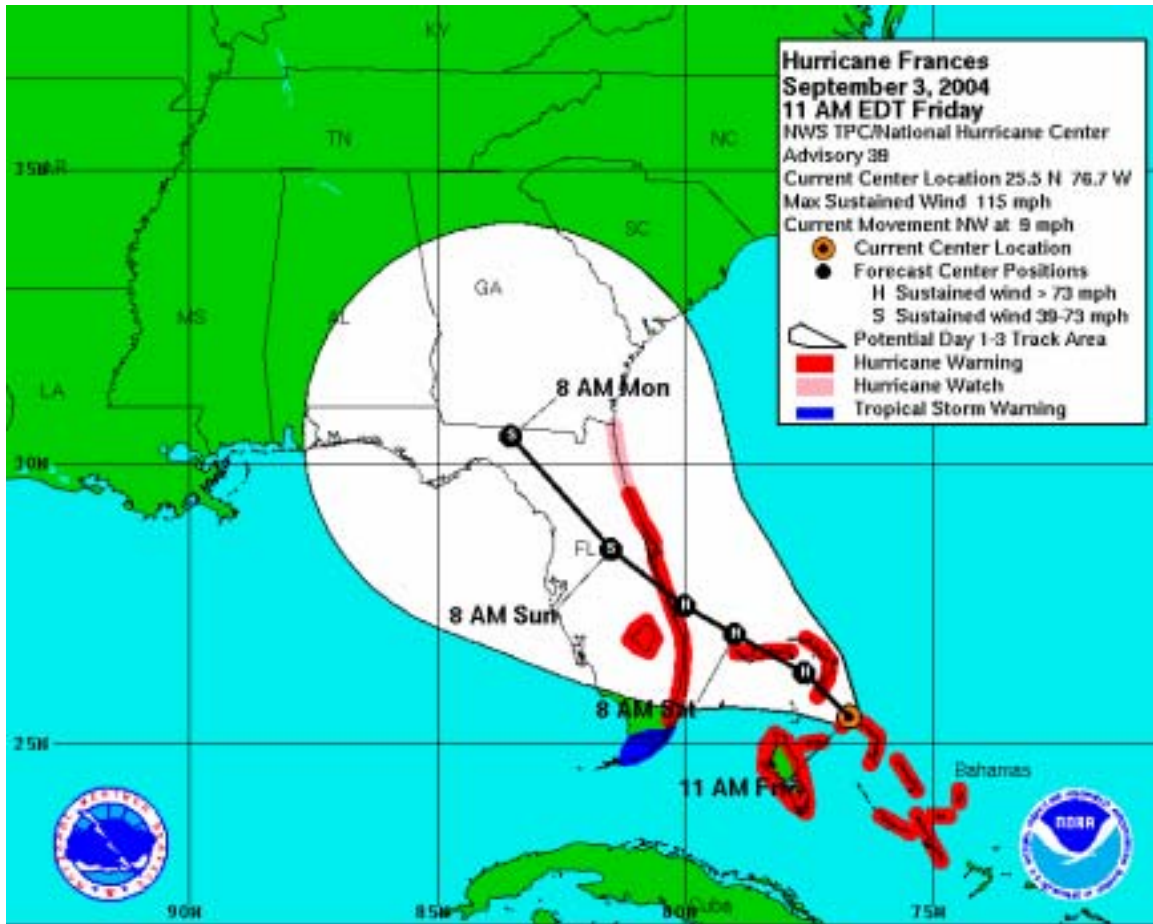 KY
Hurricane Frances
September 3, 2004
11 AM EDT Friday
NWS TPC/National Hurricane Center
Advisory 39
Current Center Location 25.5 N 76.7 W
Max Sustained Wind 115 mph
Current Movement NW at 9 mph
Current Center Location
Forecast Center Positions
H Sustained wind > 73 mph
S Sustained wind 39-73 mph
Potential Day 1-3 Track Area
Hurricane Warning
Hurricane Watch
Tropical Storm Warning
TN
NC
35N
AR
SC
GA
MS
AL
LA
8 AM Mon
S
30N
S
FL
H
8 AM Sun
H
H
8 AM Sat
25N
11 AM Fri
Bahamas
NOAA
90W
85W
80W
75W
Cuba